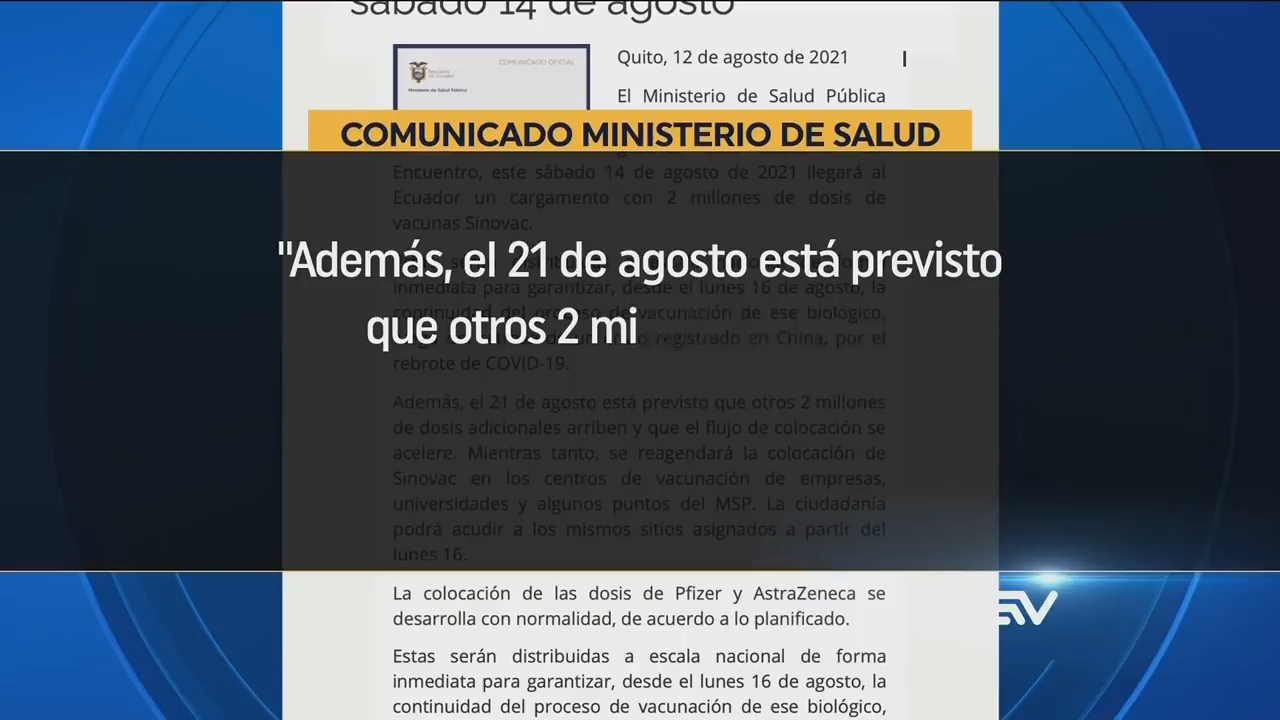 sábado 14 de agosto
COMUNICADO OFICIAL
Ministerio de Salud Pública
Quito, 12 de agosto de 2021
El Ministerio de Salud Pública
COMUNICADO MINISTERIO DE SALUD
Encuentro, este sábado 14 de agosto de 2021 llegará al
Ecuador un cargamento con 2 millones de dosis de
vacunas Sinovac.
"Además, el 21 de agosto está previsto
inmediata para garantizar, desde el lunes 16 de agosto, la
continuidad del proceso de vacunación de ese biológico,
que otros 2 mi
registrado en China, por el
rebrote de COVID-19.
Además, el 21 de agosto está previsto que otros 2 millones
de dosis adicionales arriben y que el flujo de colocación se
acelere. Mientras tanto, se reagendará la colocación de
Sinovac en los centros de vacunación de empresas,
universidades y algunos puntos del MSP. La ciudadanía
podrá acudir a los mismos sitios asignados a partir del
lunes 16.
La colocación de las dosis de Pfizer y AstraZeneca se
desarrolla con normalidad, de acuerdo a lo planificado.
Estas serán distribuidas a escala nacional de forma
inmediata para garantizar, desde el lunes 16 de agosto, la
continuidad del proceso de vacunación de ese biológico,